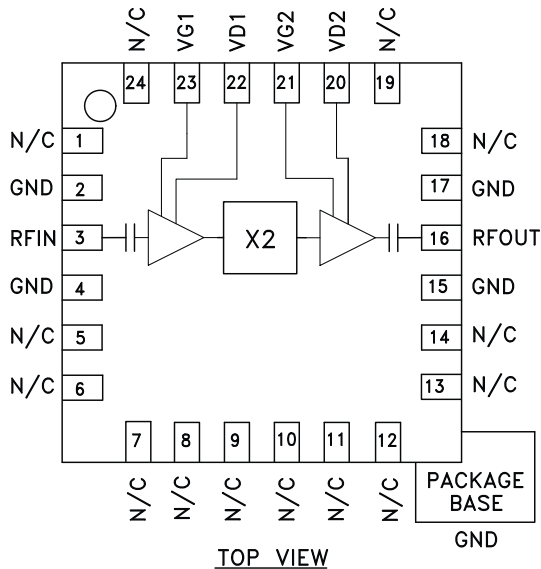 N/C VG1 VD1 VG2 VD2 N/C
24 23 22 21 20 19
N/C 1 18 N/C
GND 2 17 GND
RFIN 3 X2 16 RFOUT
GND 4 15 GND
N/C 5 14 N/C
N/C 6 13 N/C
7 8 9 10 11 12
N/C N/C N/C N/C N/C N/C
PACKAGE
BASE
GND
TOP VIEW